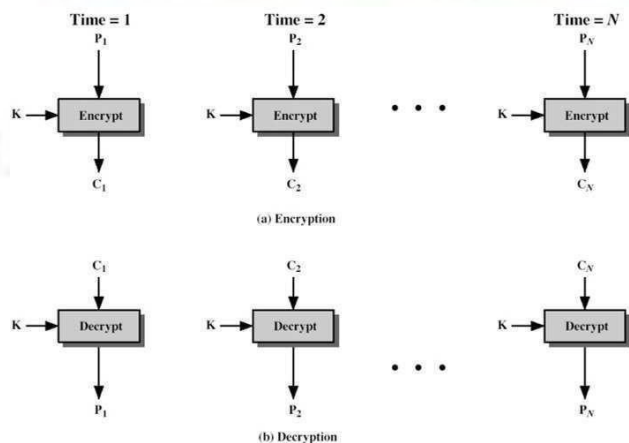 Time = 1 Time = 2 Time = N
P1 P2 PN
K Encrypt K Encrypt • • • K Encrypt
C1 C2 CN
(a) Encryption
C1 C2 CN
K Decrypt K Decrypt K Decrypt
• • •
P1 P2 PN
(b) Decryption